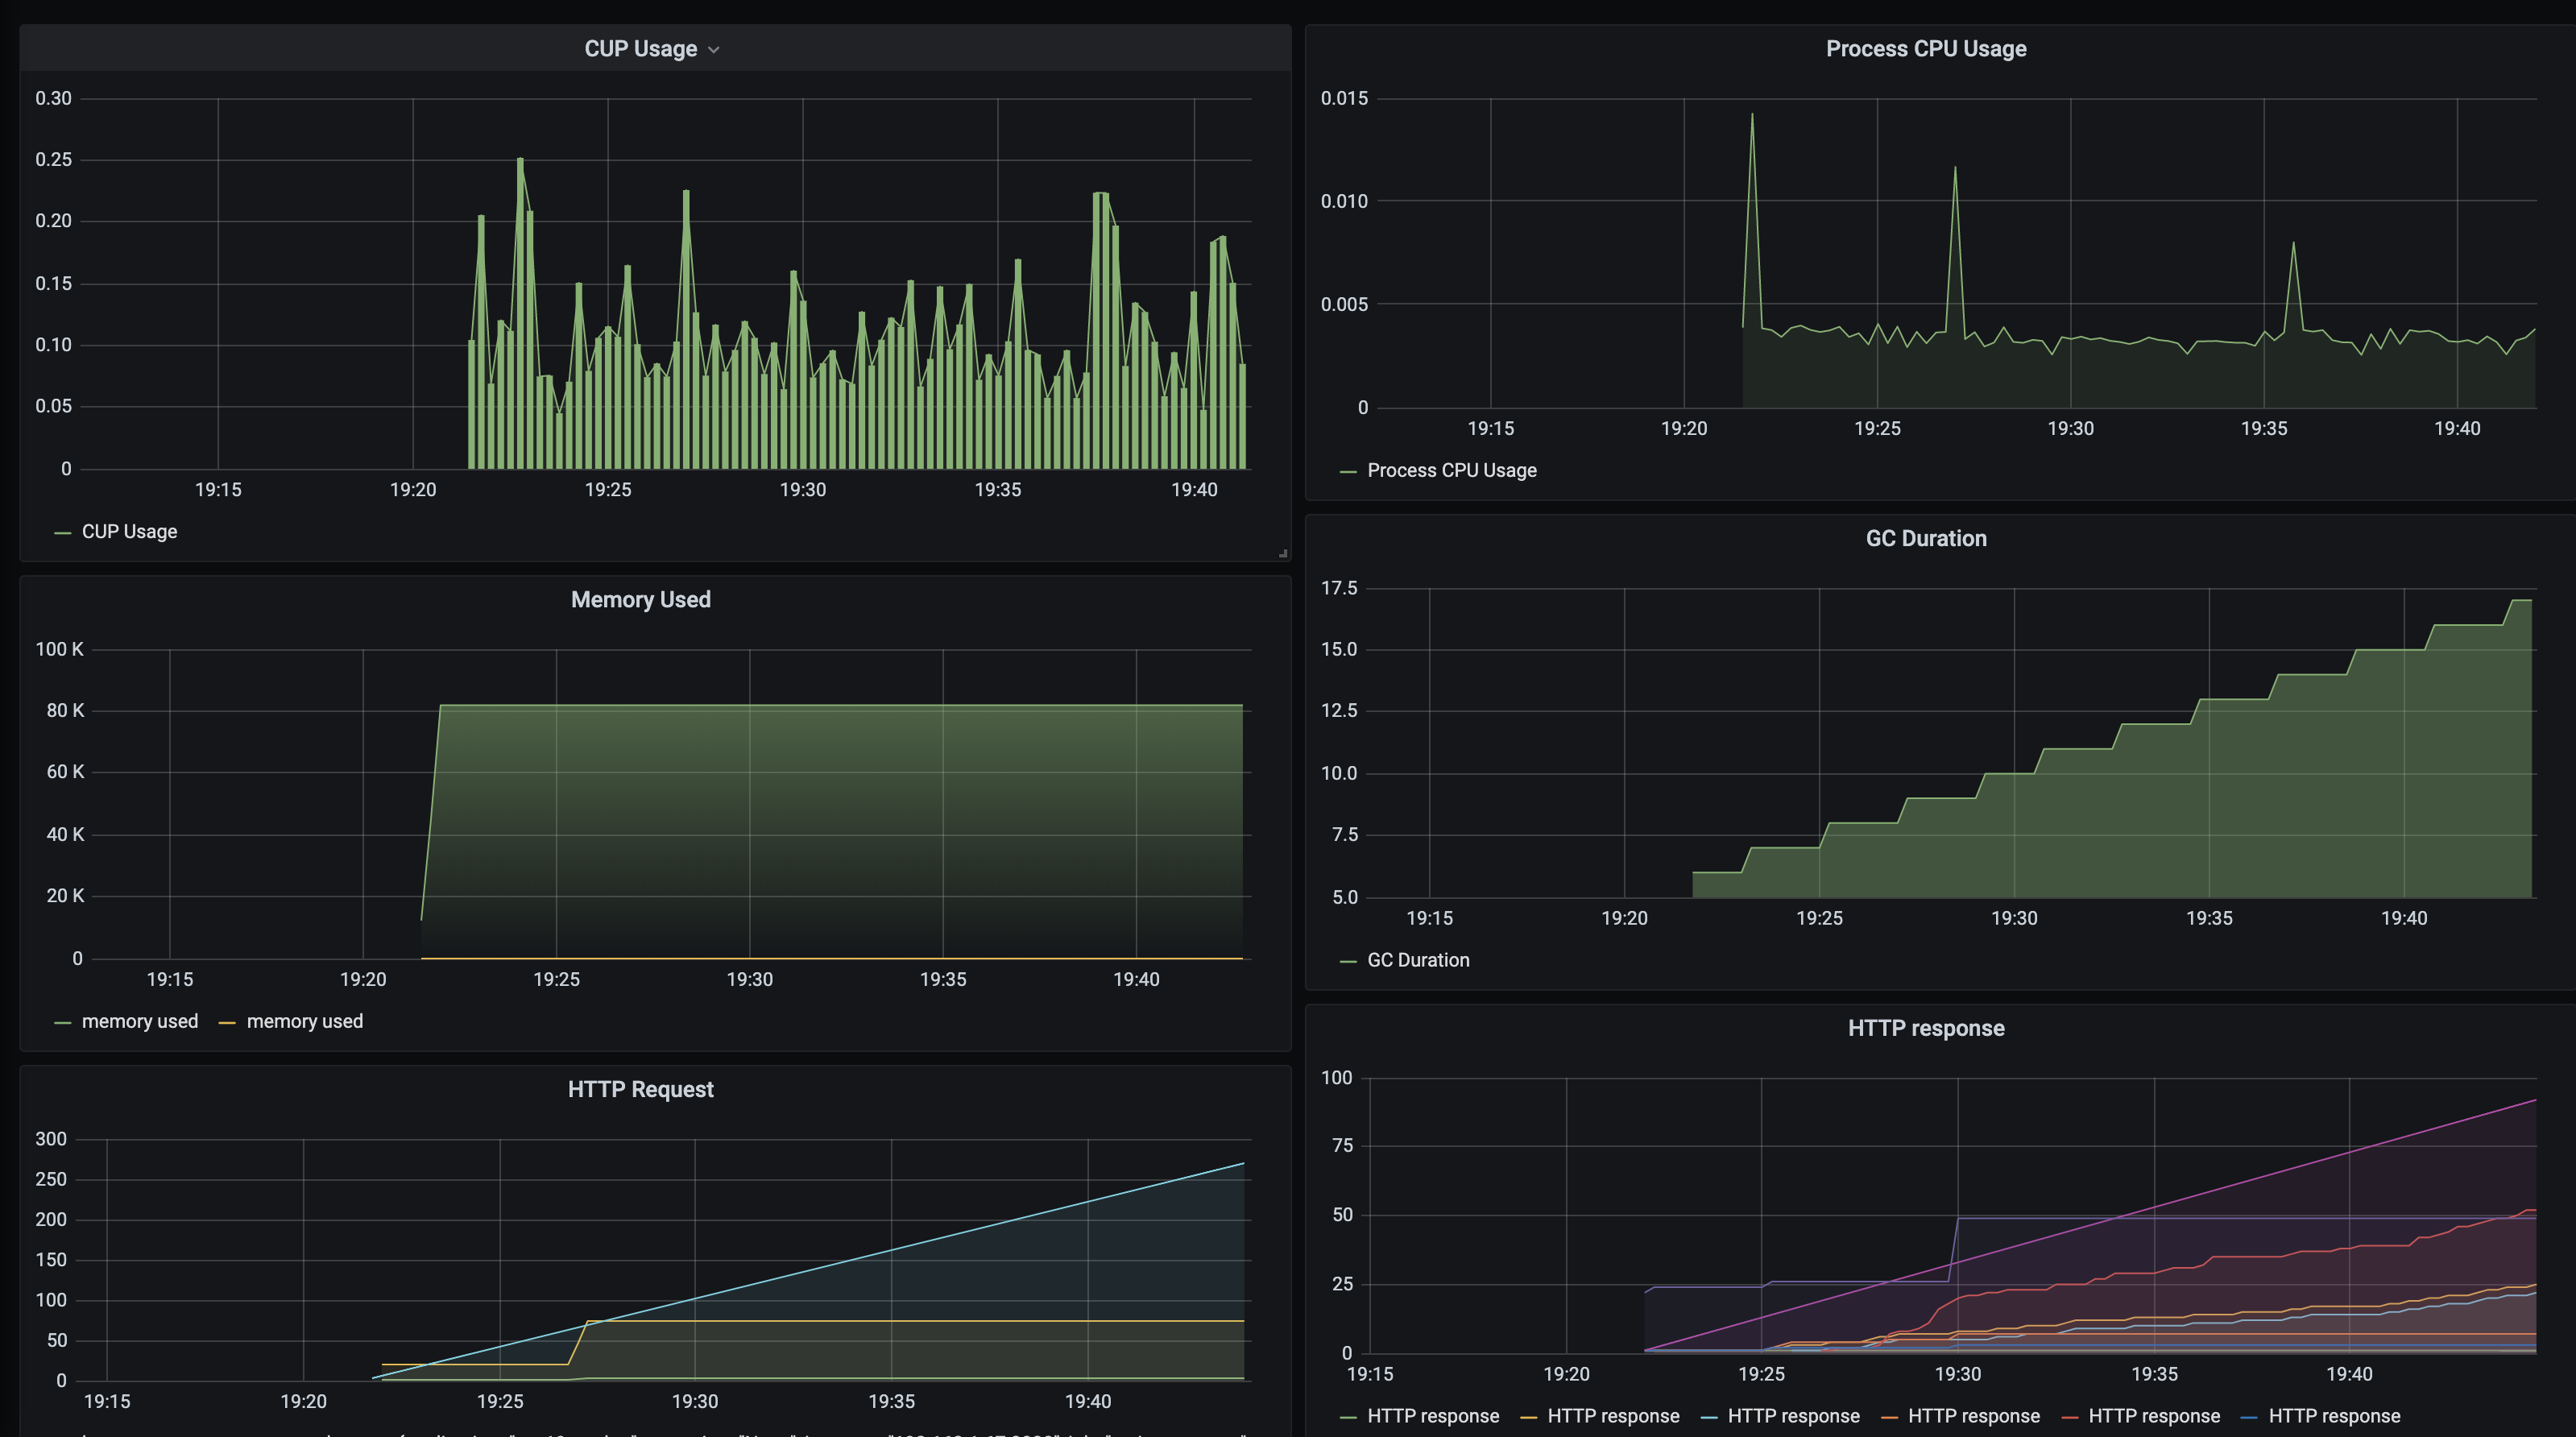 CUP Usage
0.30
0.25
0.20
0.15
0.10
0.05
0
19:15 19:20 19:25 19:30 19:35 19:40
CUP Usage
Process CPU Usage
0.015
0.010
0.005
0
19:15 19:20 19:25 19:30 19:35 19:40
Process CPU Usage
Memory Used
100 K
80 K
60 K
40 K
20 K
0
19:15 19:20 19:25 19:30 19:35 19:40
memory used memory used
GC Duration
17.5
15.0
12.5
10.0
7.5
5.0
19:15 19:20 19:25 19:30 19:35 19:40
GC Duration
HTTP Request
300
250
200
150
100
50
0
19:15 19:20 19:25 19:30 19:35 19:40
HTTP response
100
75
50
25
0
19:15 19:20 19:25 19:30 19:35 19:40
HTTP response HTTP response HTTP response HTTP response HTTP response HTTP response